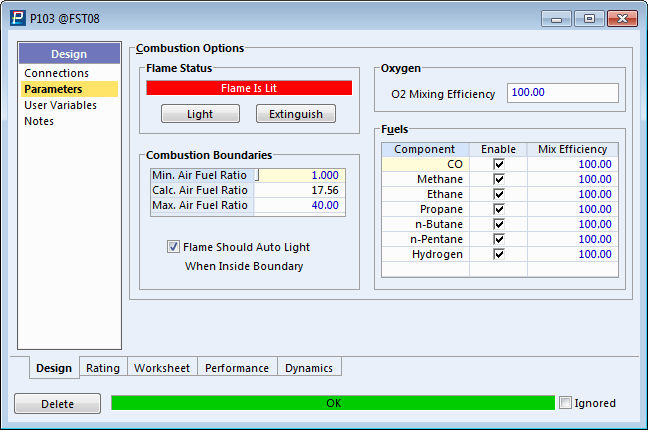 P103 @FST08
Design
Connections
Parameters
User Variables
Notes
Combustion Options
Flame Status
Flame Is Lit
Light Extinguish
Combustion Boundaries
Min. Air Fuel Ratio 1.000
Calc. Air Fuel Ratio 17.56
Max. Air Fuel Ratio 40.00
Flame Should Auto Light
When Inside Boundary
Oxygen
O2 Mixing Efficiency 100.00
Fuels
Component Enable Mix Efficiency
CO 100.00
Methane 100.00
Ethane 100.00
Propane 100.00
n-Butane 100.00
n-Pentane 100.00
Hydrogen 100.00
Design Rating Worksheet Performance Dynamics
Delete OK Ignored